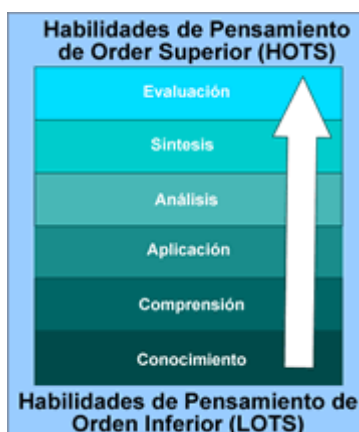 Habilidades de Pensamiento
de Order Superior (HOTS)
Evaluación
Síntesis
Análisis
Aplicación
Comprensión
Conocimiento
Habilidades de Pensamiento de
Orden Inferior (LOTS)